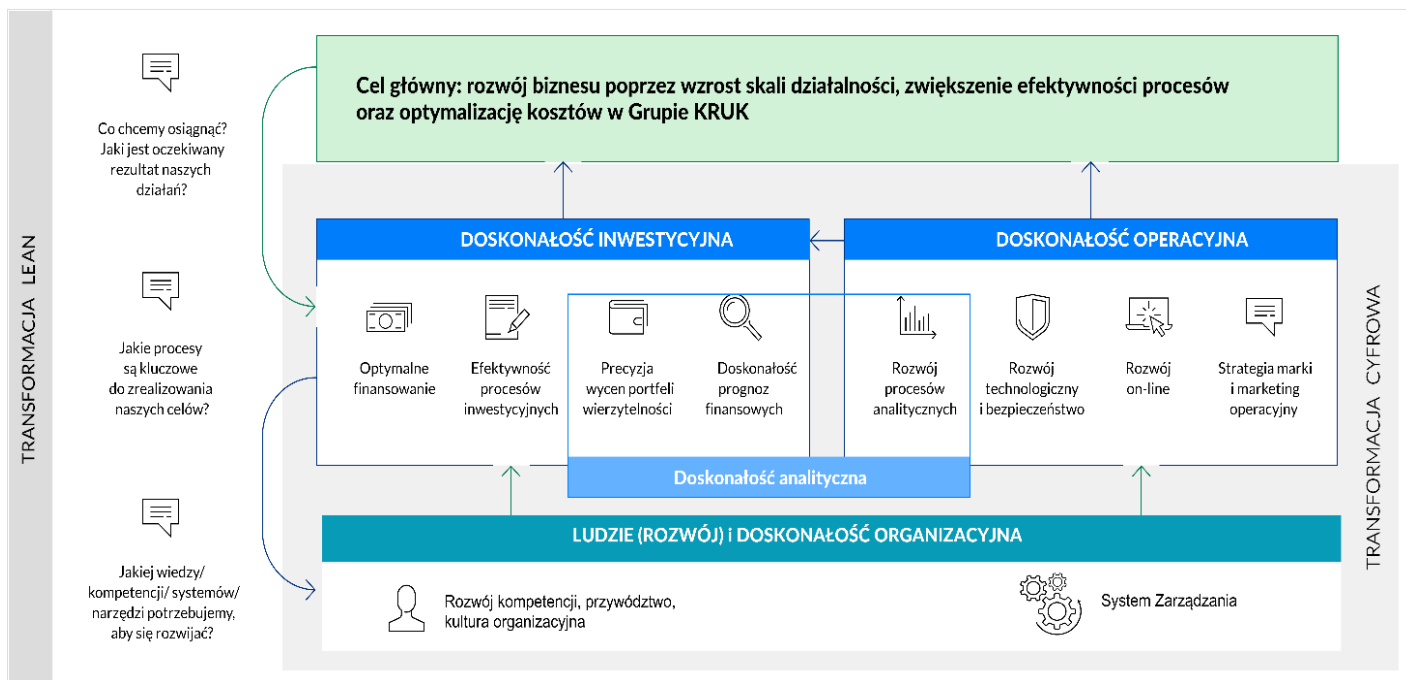 TRANSFORMACJA LEAN
Co chcemy osiągnąć?
Jaki jest oczekiwany
rezultat naszych
działań?
Cel główny: rozwój biznesu poprzez wzrost skali działalności, zwiększenie efektywności procesów
oraz optymalizację kosztów w Grupie KRUK
Jakie procesy
są kluczowe
do zrealizowania
naszych celów?
DOSKONAŁOŚĆ INWESTYCYJNA
Optymalne
finansowanie
Efektywność
procesów
inwestycyjnych
Precyzja
wycen portfeli
wierzytelności
Doskonałość
prognoz
finansowych
DOSKONAŁOŚĆ OPERACYJNA
Rozwój
procesów
analitycznych
Rozwój
technologiczny
i bezpieczeństwo
Rozwój
on-line
Strategia marki
i marketing
operacyjny
Doskonałość analityczna
Jakiej wiedzy/
kompetencji/ systemów/
narzędzi potrzebujemy,
aby się rozwijać?
LUDZIE (ROZWÓJ) i DOSKONAŁOŚĆ ORGANIZACYJNA
Rozwój kompetencji, przywództwo,
kultura organizacyjna
System Zarządzania
TRANSFORMACJA CYFROWA